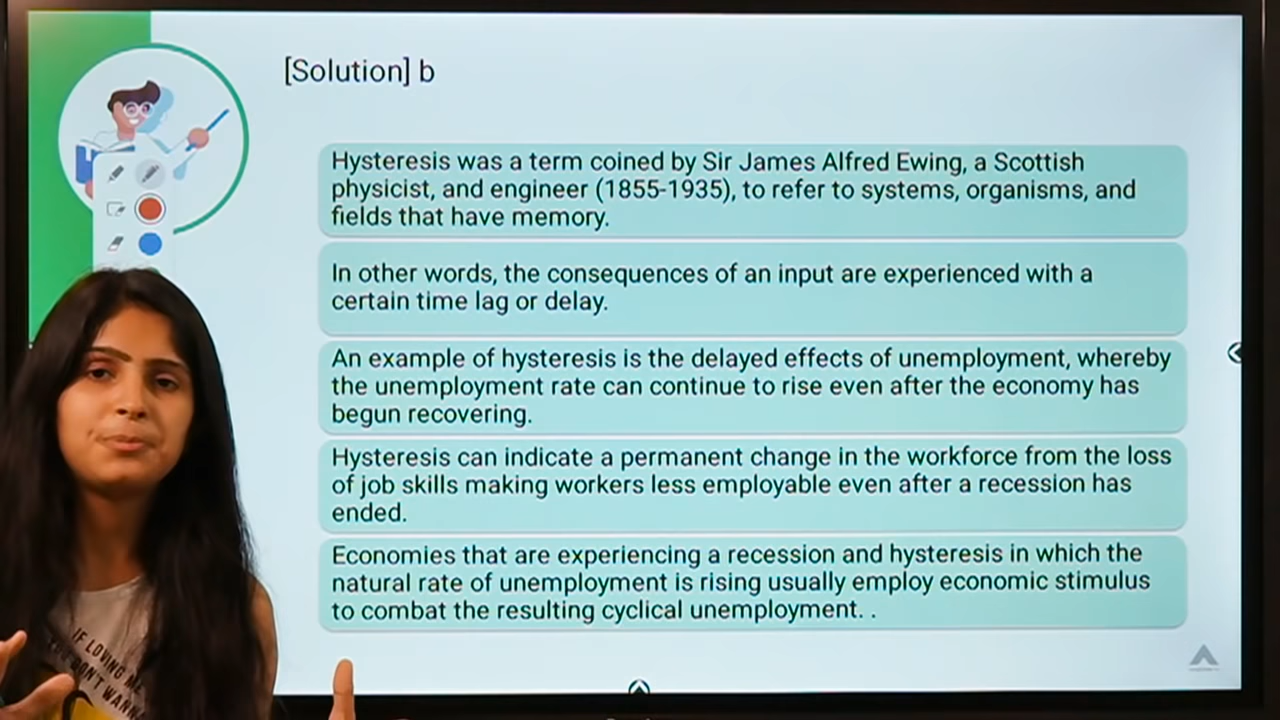 [Solution] b
Hysteresis was a term coined by Sir James Alfred Ewing, a Scottish
physicist, and engineer (1855-1935), to refer to systems, organisms, and
fields that have memory.
In other words, the consequences of an input are experienced with a
certain time lag or delay.
An example of hysteresis is the delayed effects of unemployment, whereby
the unemployment rate can continue to rise even after the economy has
begun recovering.
Hysteresis can indicate a permanent change in the workforce from the loss
of job skills making workers less employable even after a recession has
ended.
Economies that are experiencing a recession and hysteresis in which the
natural rate of unemployment is rising usually employ economic stimulus
to combat the resulting cyclical unemployment. .
IF LOVING ME
DON'T